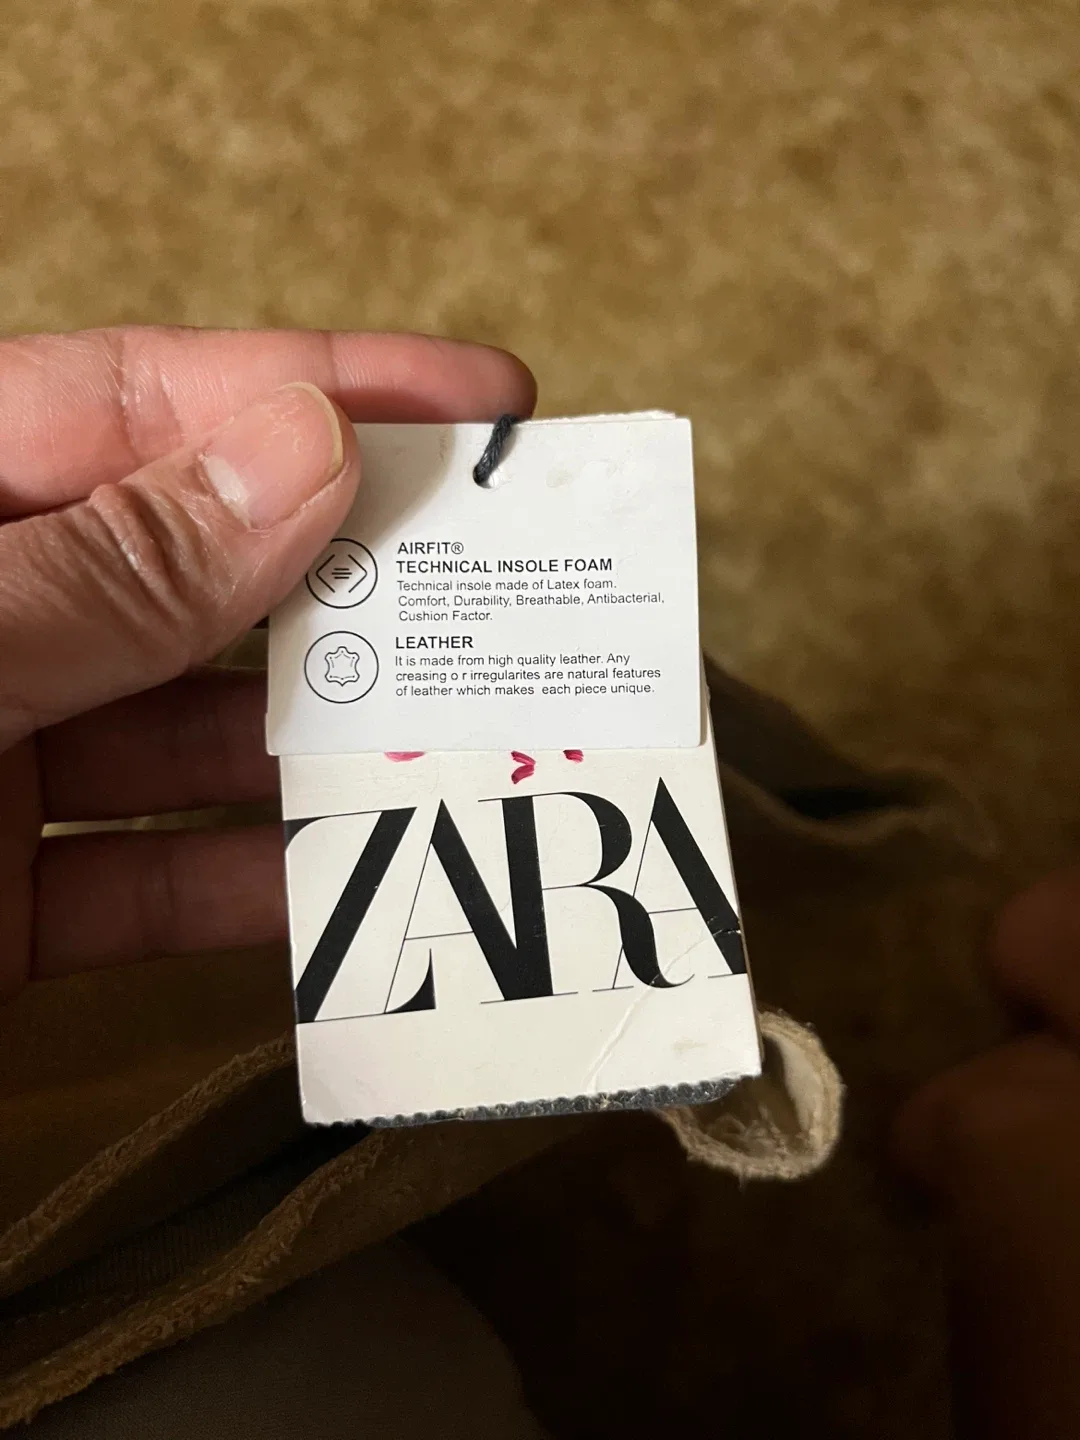 AIRFIT®
TECHNICAL INSOLE FOAM
Technical insole made of Latex foam.
Comfort, Durability, Breathable, Antibacterial,
Cushion Factor.
LEATHER
It is made from high quality leather. Any
creasing o r irregularites are natural features
of leather which makes each piece unique.
ZARA